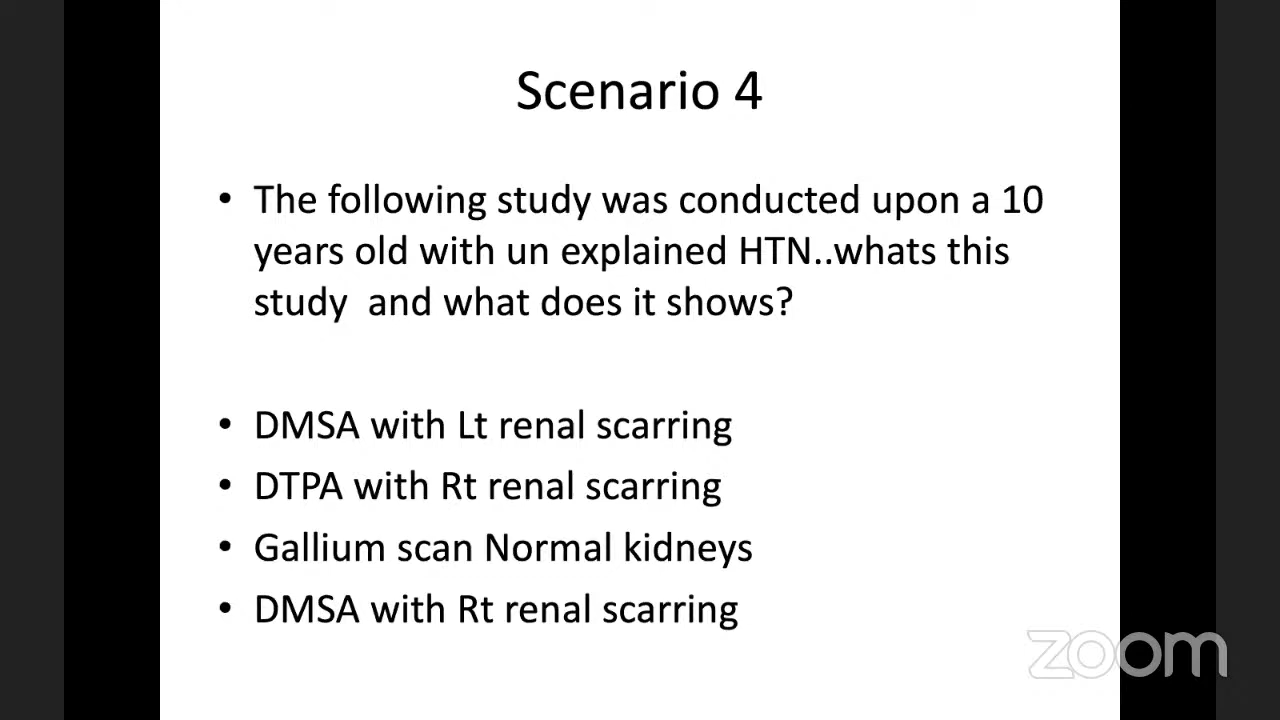 Scenario 4
• The following study was conducted upon a 10
years old with un explained HTN..whats this
study  and what does it shows?
• DMSA with Lt renal scarring
• DTPA with Rt renal scarring
• Gallium scan Normal kidneys
• DMSA with Rt renal scarring
zoom